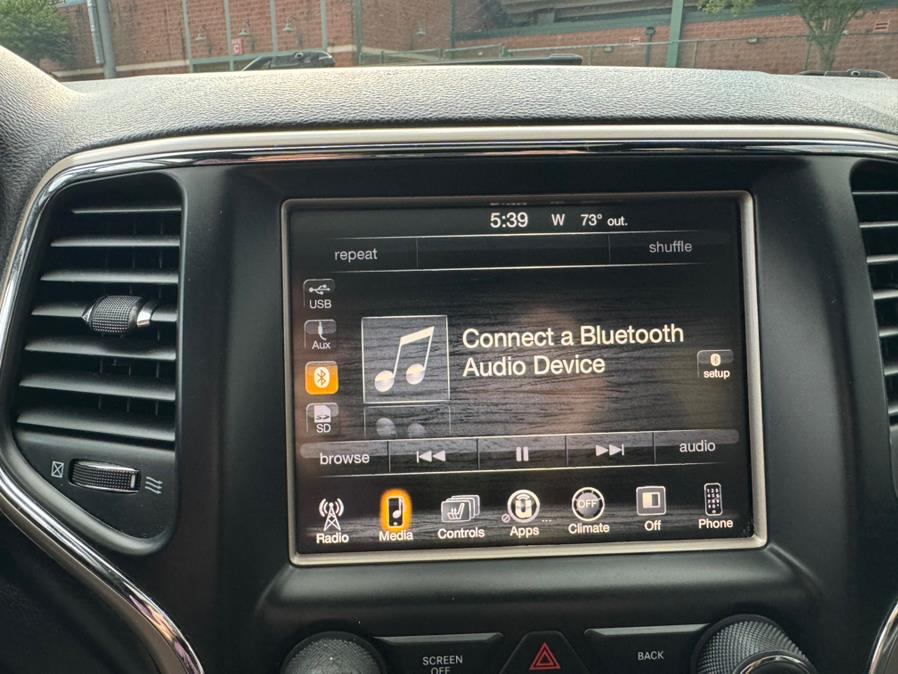 5:39 W 73° out.
repeat shuffle
USB
Aux
Connect a Bluetooth
Audio Device
setup
SD
browse audio
Radio Media Controls Apps OFF Climate Off Phone
SCREEN
OFF
BACK